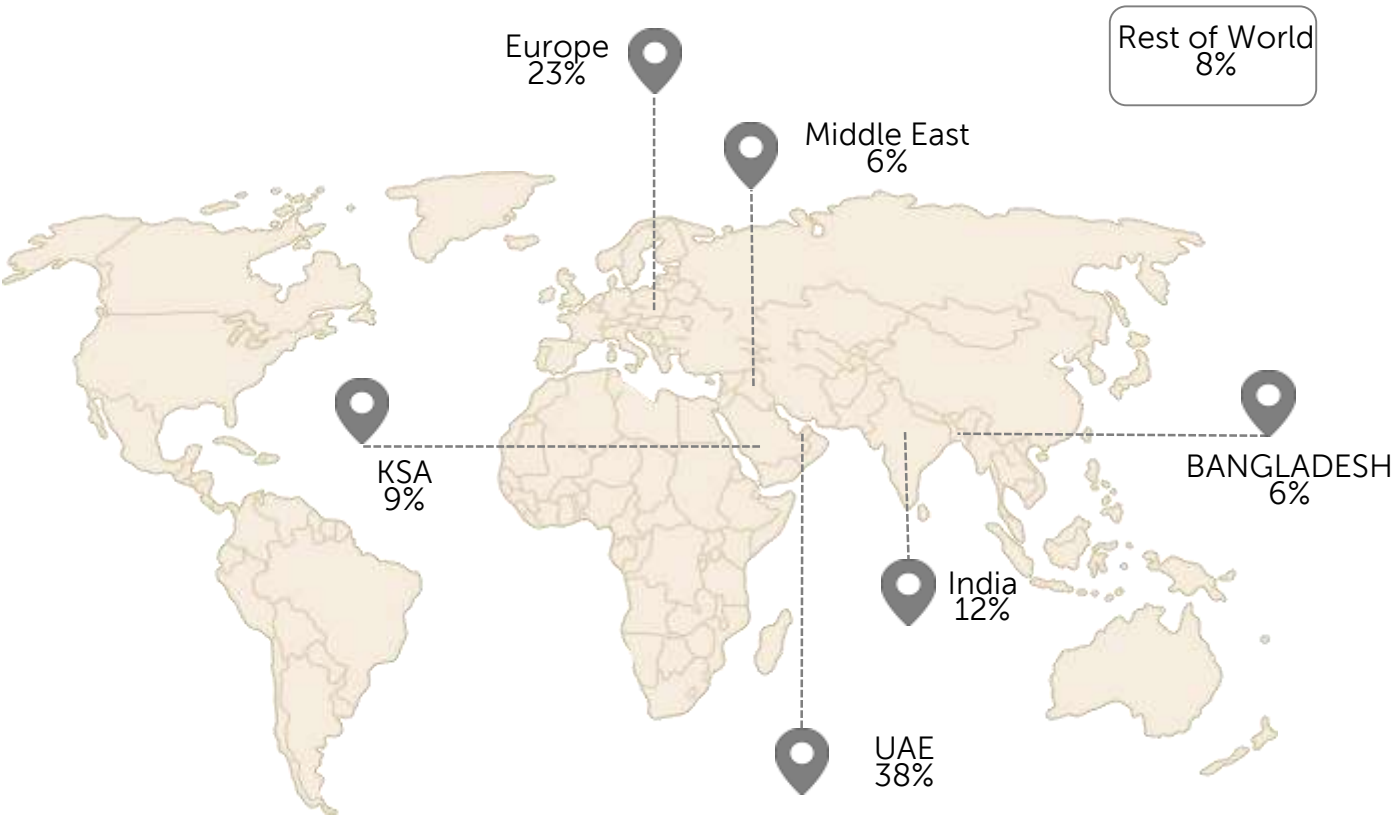 Rest of World
8%
Europe
23%
Middle East
6%
KSA
9%
BANGLADESH
6%
India
12%
UAE
38%